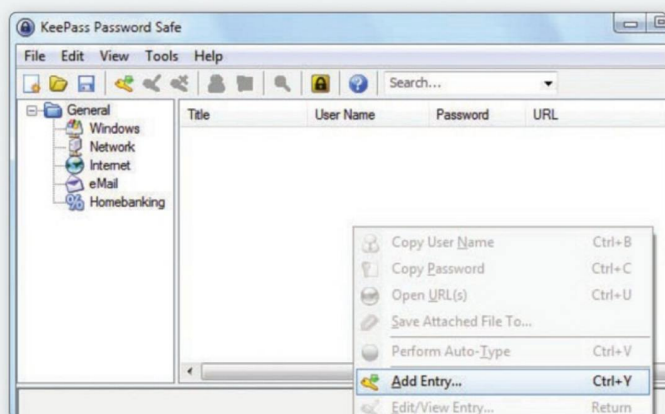 KeePass Password Safe
File Edit View Tools Help
Search...
General
Windows
Network
Internet
eMail
Homebanking
Title User Name Password URL
Copy User Name Ctrl+B
Copy Password Ctrl+C
Open URL(s) Ctrl+U
Save Attached File To...
Perform Auto-Type Ctrl+V
Add Entry... Ctrl+Y
Edit/View Entry... Return